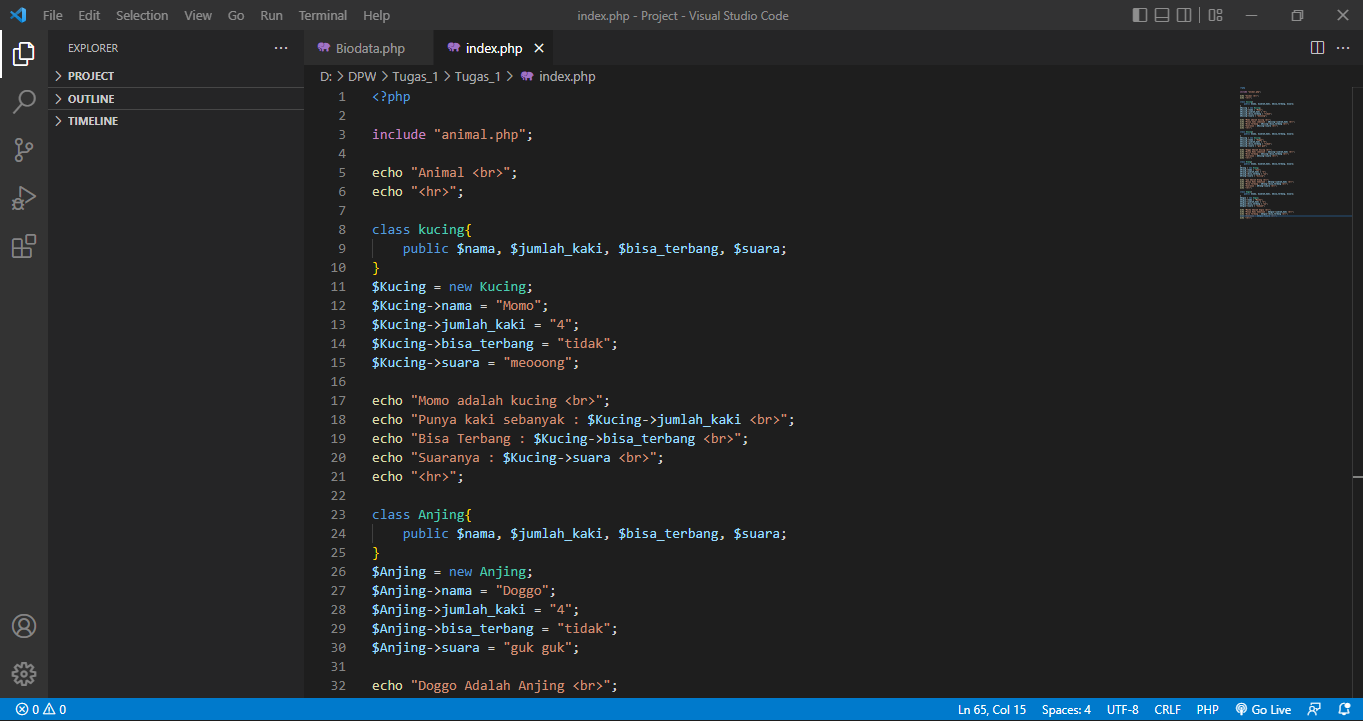 File Edit Selection View Go Run Terminal Help index.php - Project - Visual Studio Code
EXPLORER
PROJECT
OUTLINE
TIMELINE
Biodata.php index.php
D: > DPW > Tugas_1 > Tugas_1 > index.php
1 <?php
2
3 include "animal.php";
4
5 echo "Animal <br>";
6 echo "<hr>";
7
8 class kucing{
9 public $nama, $jumlah_kaki, $bisa_terbang, $suara;
10 }
11 $Kucing = new Kucing;
12 $Kucing->nama = "Momo";
13 $Kucing->jumlah_kaki = "4";
14 $Kucing->bisa_terbang = "tidak";
15 $Kucing->suara = "meooong";
16
17 echo "Momo adalah kucing <br>";
18 echo "Punya kaki sebanyak : $Kucing->jumlah_kaki <br>";
19 echo "Bisa Terbang : $Kucing->bisa_terbang <br>";
20 echo "Suaranya : $Kucing->suara <br>";
21 echo "<hr>";
22
23 class Anjing{
24 public $nama, $jumlah_kaki, $bisa_terbang, $suara;
25 }
26 $Anjing = new Anjing;
27 $Anjing->nama = "Doggo";
28 $Anjing->jumlah_kaki = "4";
29 $Anjing->bisa_terbang = "tidak";
30 $Anjing->suara = "guk guk";
31
32 echo "Doggo Adalah Anjing <br>";
0 0 Ln 65, Col 15 Spaces: 4 UTF-8 CRLF PHP Go Live